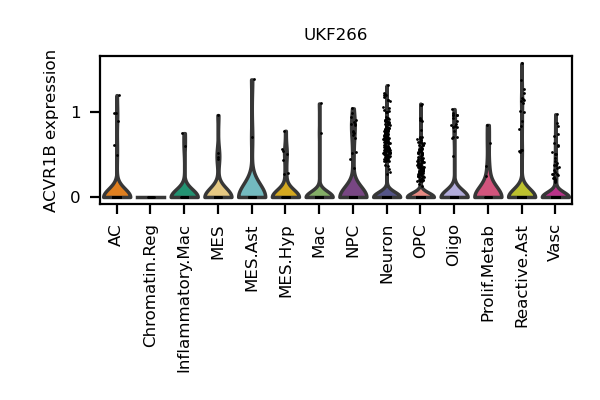 UKF266
ACVR1B expression
1
0
AC
Chromatin.Reg
Inflammatory.Mac
MES
MES.Ast
MES.Hyp
Mac
NPC
Neuron
OPC
Oligo
Prolif.Metab
Reactive.Ast
Vasc